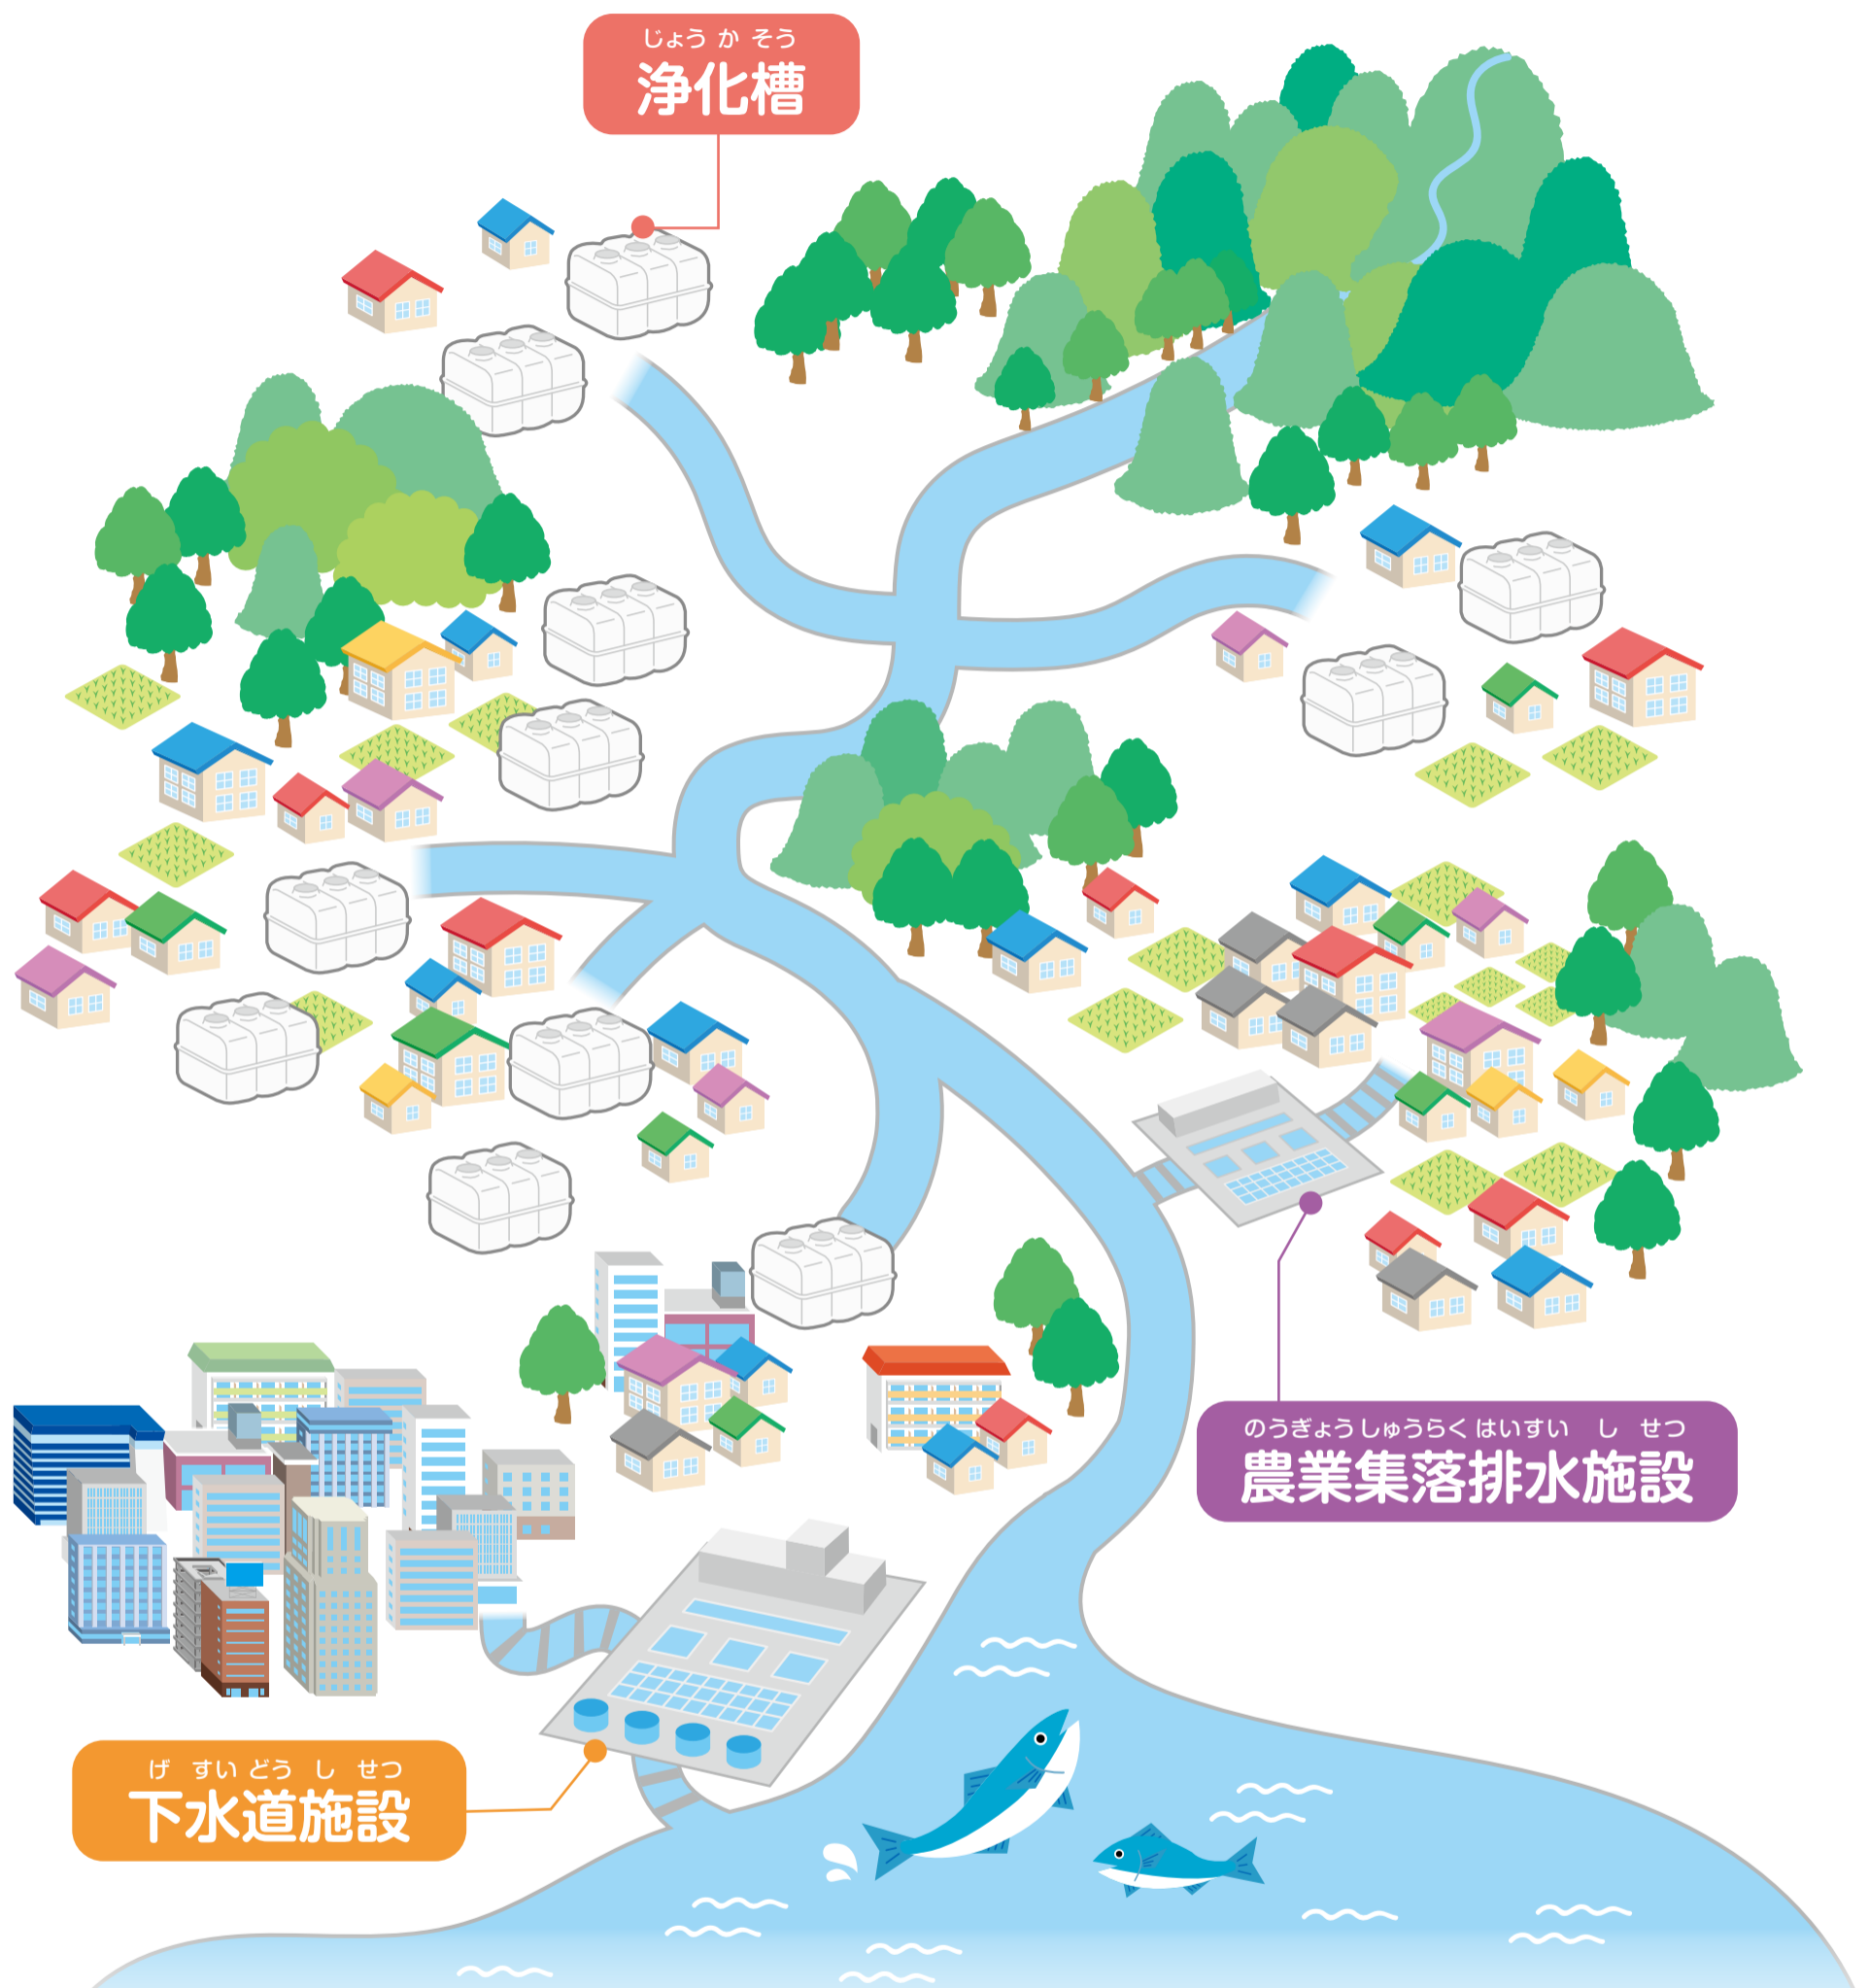 じょうかそう
浄化槽
のうぎょうしゅうらくはいすいしせつ
農業集落排水施設
げすいどうしせつ
下水道施設